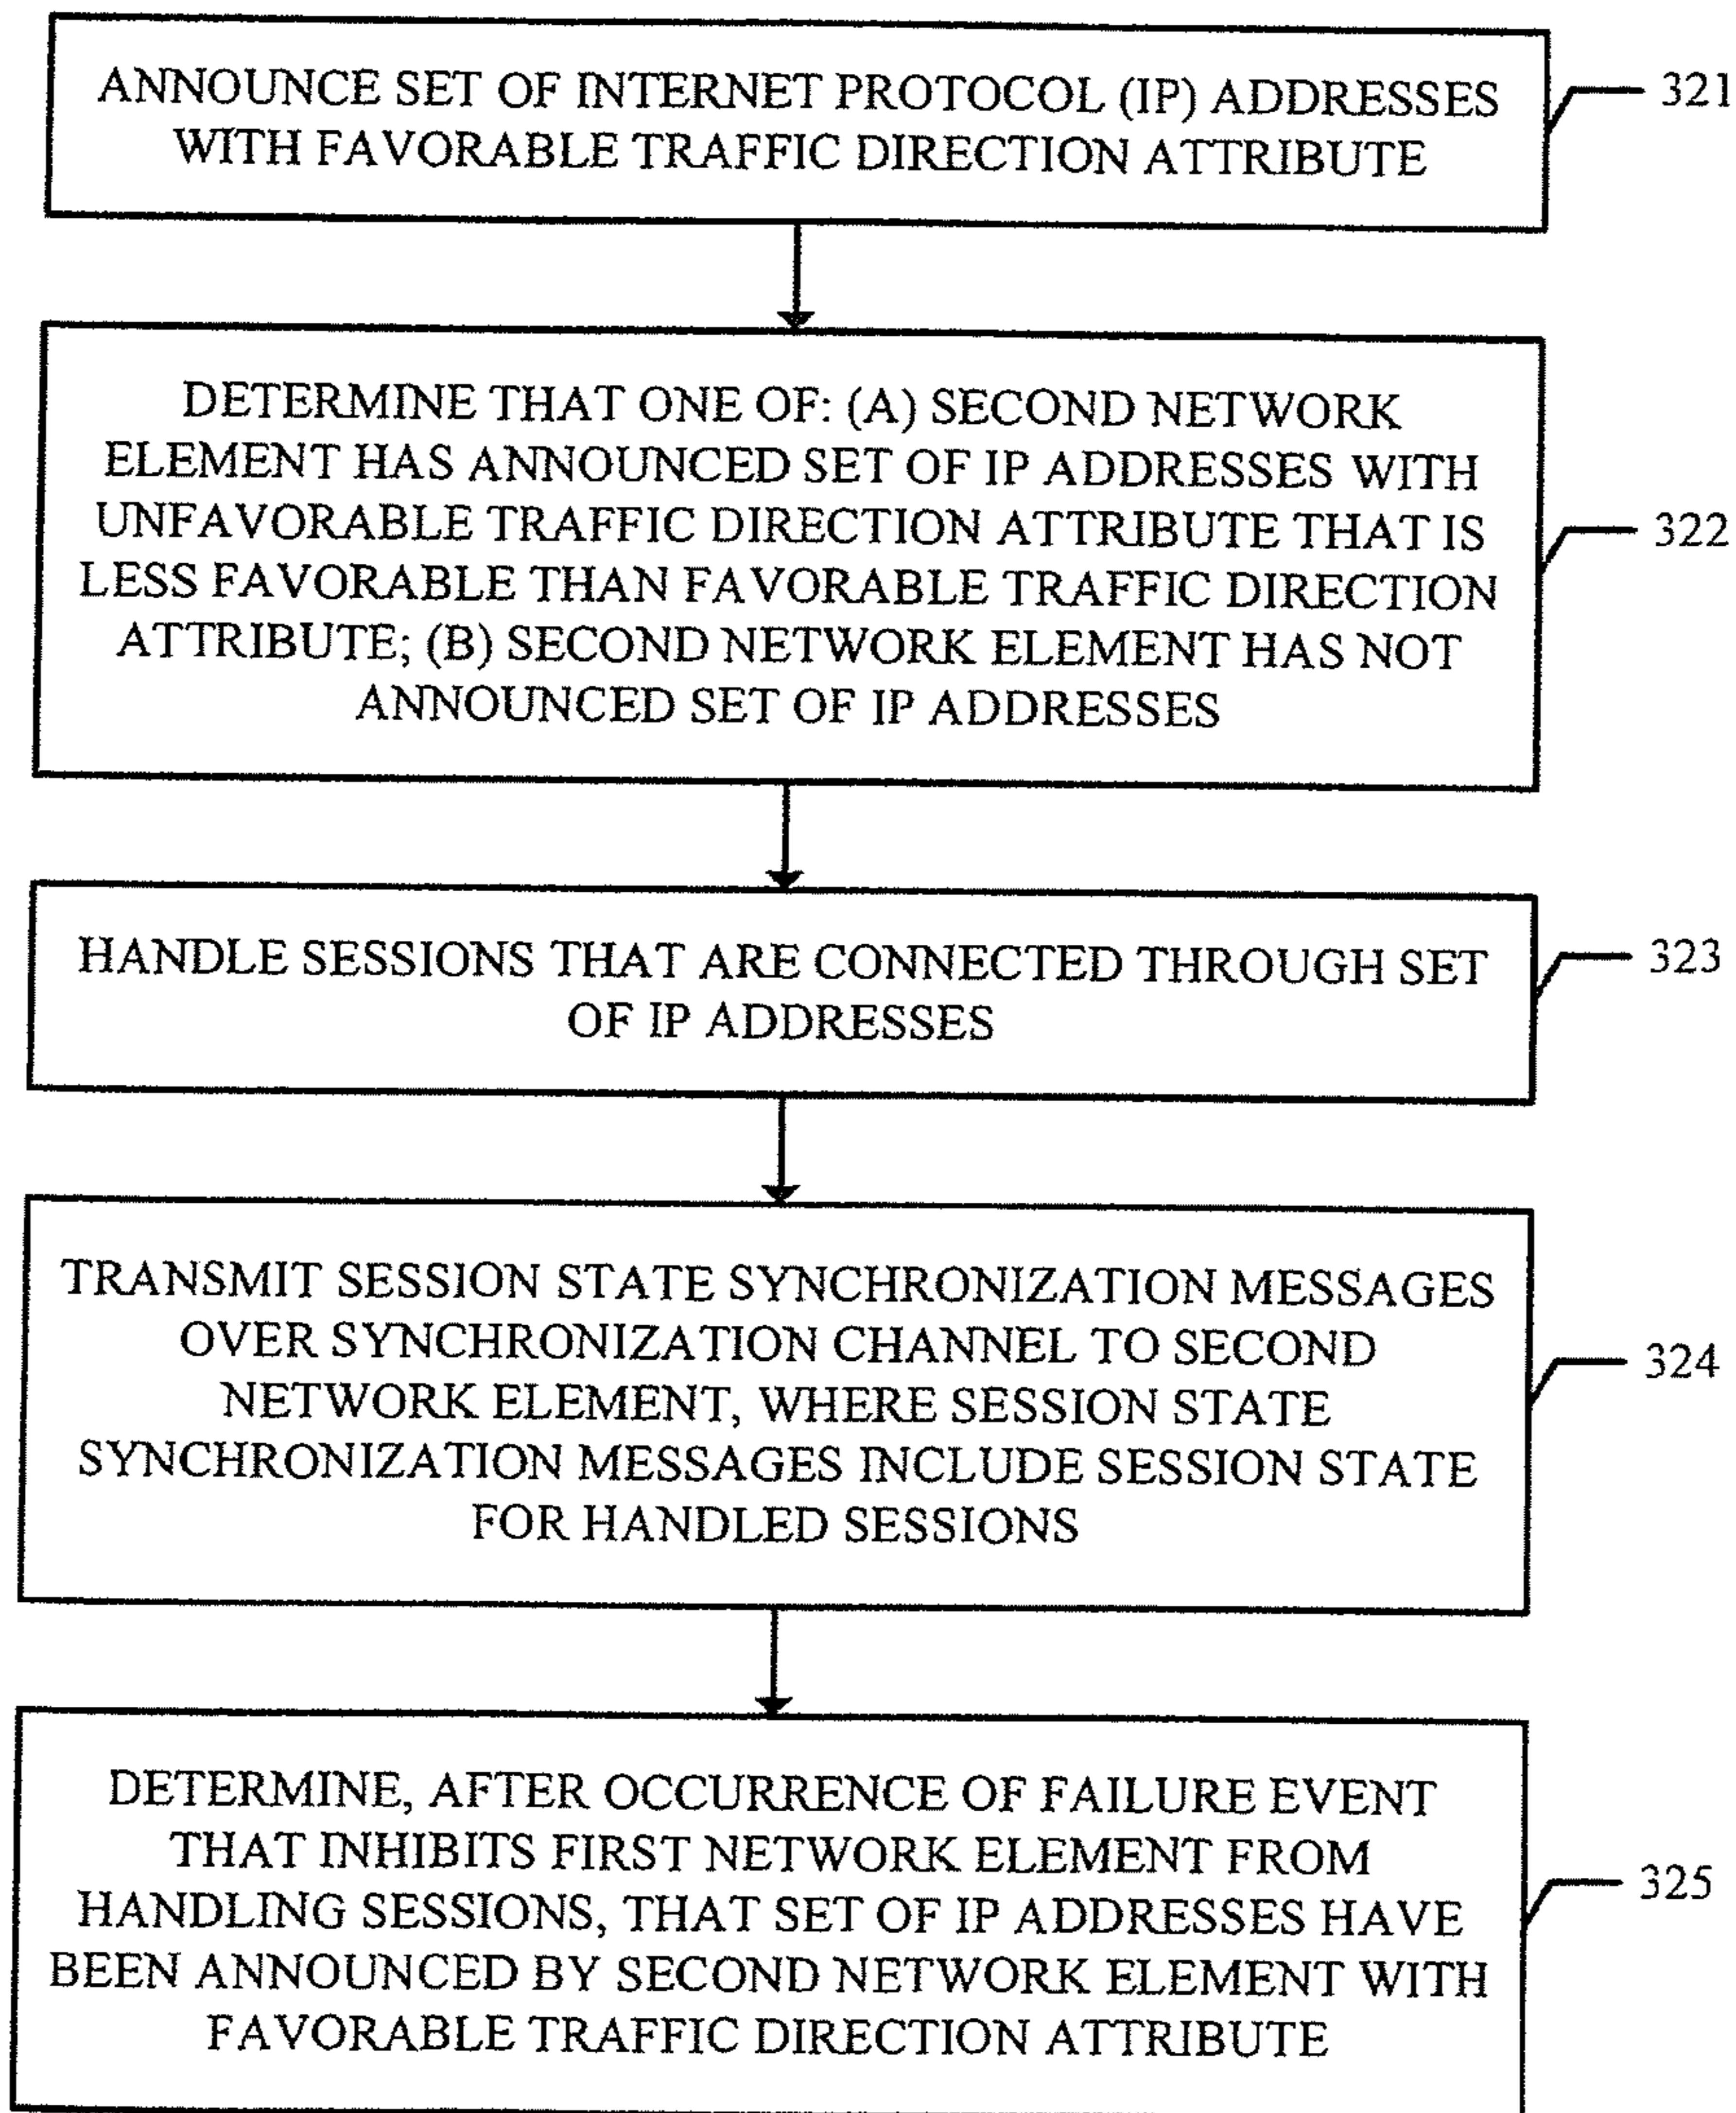 ANNOUNCE SET OF INTERNET PROTOCOL (IP) ADDRESSES
WITH FAVORABLE TRAFFIC DIRECTION ATTRIBUTE
321
DETERMINE THAT ONE OF: (A) SECOND NETWORK
ELEMENT HAS ANNOUNCED SET OF IP ADDRESSES WITH
UNFAVORABLE TRAFFIC DIRECTION ATTRIBUTE THAT IS
LESS FAVORABLE THAN FAVORABLE TRAFFIC DIRECTION
ATTRIBUTE; (B) SECOND NETWORK ELEMENT HAS NOT
ANNOUNCED SET OF IP ADDRESSES
322
HANDLE SESSIONS THAT ARE CONNECTED THROUGH SET
OF IP ADDRESSES
323
TRANSMIT SESSION STATE SYNCHRONIZATION MESSAGES
OVER SYNCHRONIZATION CHANNEL TO SECOND
NETWORK ELEMENT, WHERE SESSION STATE
SYNCHRONIZATION MESSAGES INCLUDE SESSION STATE
FOR HANDLED SESSIONS
324
DETERMINE, AFTER OCCURRENCE OF FAILURE EVENT
THAT INHIBITS FIRST NETWORK ELEMENT FROM
HANDLING SESSIONS, THAT SET OF IP ADDRESSES HAVE
BEEN ANNOUNCED BY SECOND NETWORK ELEMENT WITH
FAVORABLE TRAFFIC DIRECTION ATTRIBUTE
325